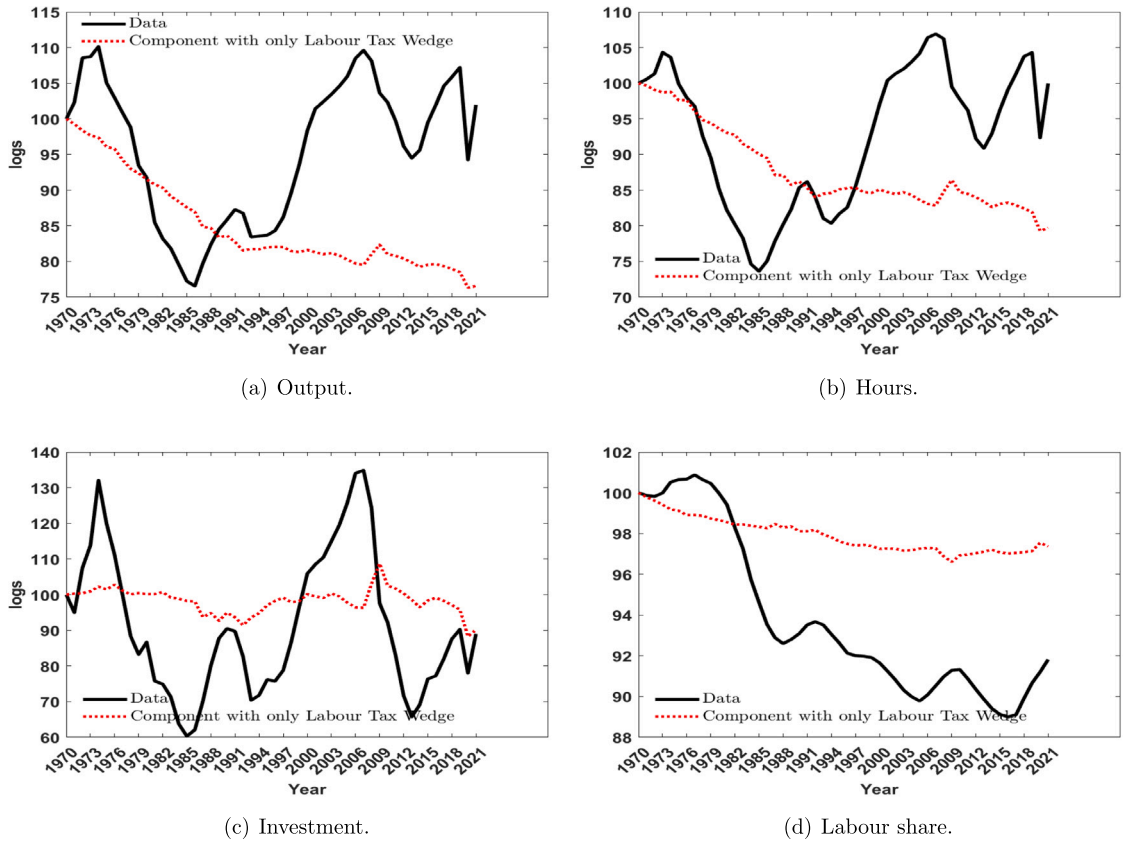 115
110
105
100
95
90
85
80
75
logs
Data
Component with only Labour Tax Wedge
1970 1973 1976 1979 1982 1985 1988 1991 1994 1997 2000 2003 2006 2009 2012 2015 2018 2021
Year
(a) Output.
110
105
100
95
90
85
80
75
70
logs
Data
Component with only Labour Tax Wedge
1970 1973 1976 1979 1982 1985 1988 1991 1994 1997 2000 2003 2006 2009 2012 2015 2018 2021
Year
(b) Hours.
140
130
120
110
100
90
80
70
60
logs
Data
Component with only Labour Tax Wedge
1970 1973 1976 1979 1982 1985 1988 1991 1994 1997 2000 2003 2006 2009 2012 2015 2018 2021
Year
(c) Investment.
102
100
98
96
94
92
90
88
Data
Component with only Labour Tax Wedge
1970 1973 1976 1979 1982 1985 1988 1991 1994 1997 2000 2003 2006 2009 2012 2015 2018 2021
Year
(d) Labour share.